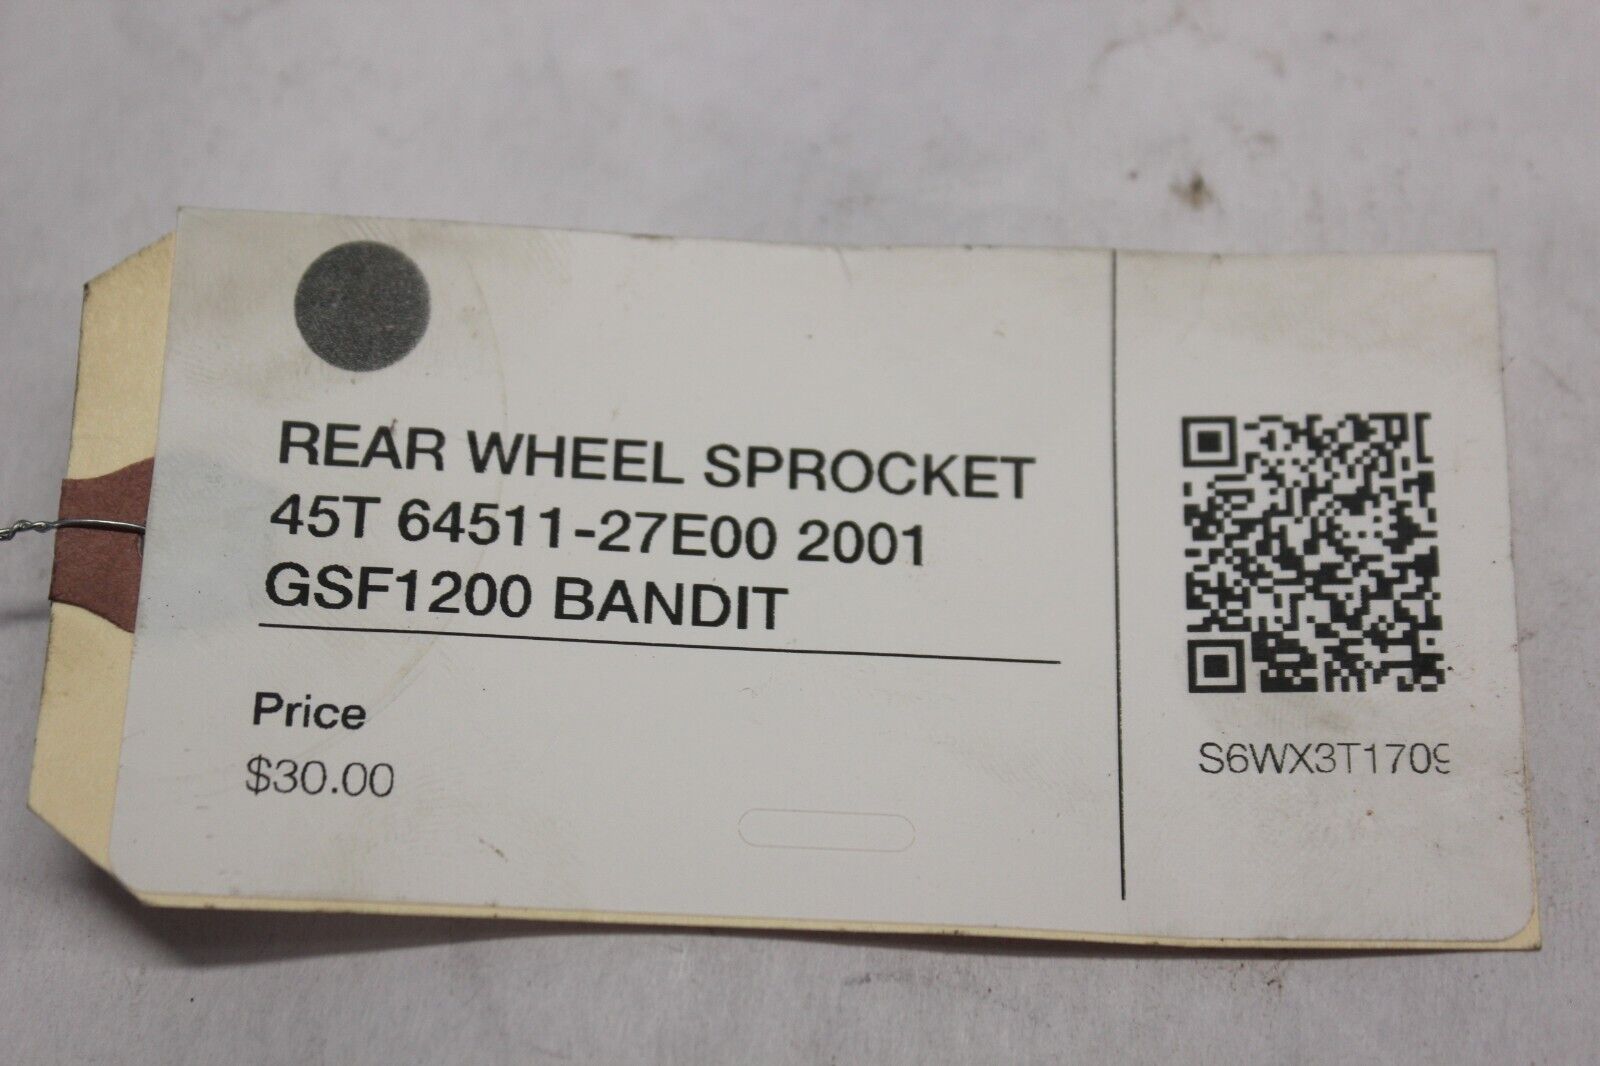 REAR WHEEL SPROCKET
45T 64511-27E00 2001
GSF1200 BANDIT
Price
$30.00
S6WX3T1709